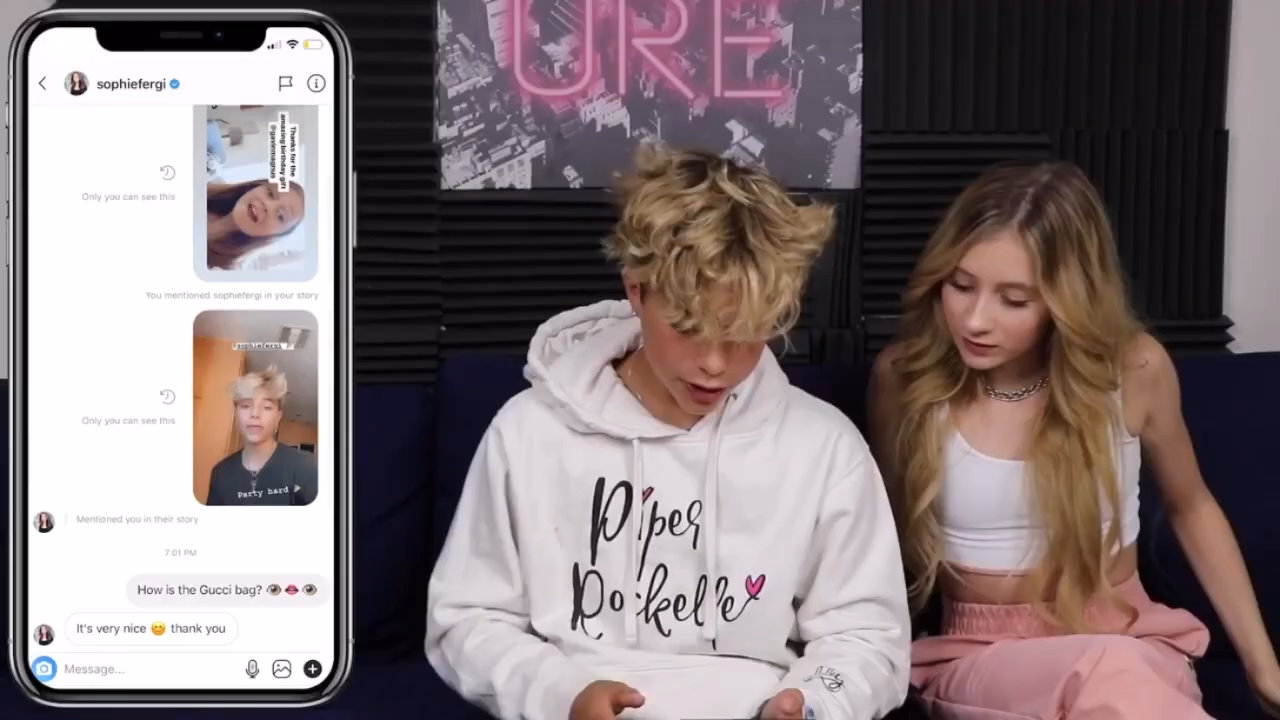 sophiefergi
Thanks for the
amazing birthday gift
@gavinmagnus
Only you can see this
You mentioned sophiefergi in your story
@sophiefergi
Only you can see this
Party hard
Mentioned you in their story
7:01 PM
How is the Gucci bag? 👁👄👁
It's very nice 😊 thank you
Message...
URE
Piper
Rockelle